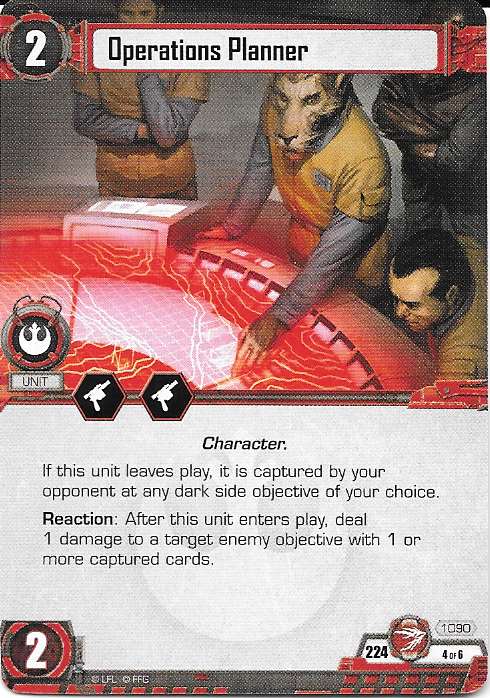 2
Operations Planner
UNIT
Character.
If this unit leaves play, it is captured by your
opponent at any dark side objective of your choice.
Reaction: After this unit enters play, deal
1 damage to a target enemy objective with 1 or
more captured cards.
2
© LFL © FFG
224
1090
4 OF 6